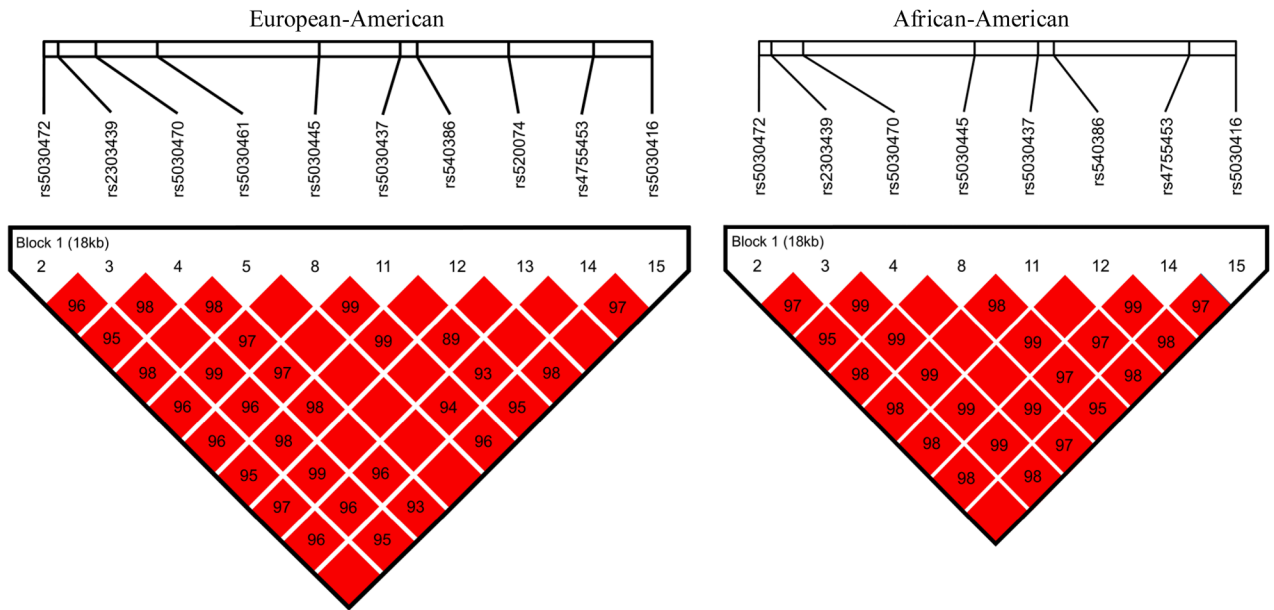 European-American
rs5030472
rs2303439
rs5030470
rs5030461
rs5030445
rs5030437
rs540386
rs520074
rs4755453
rs5030416
Block 1 (18kb)
2 3 4 5 8 11 12 13 14 15
96 98 98 99 97
95 97 99 89
98 99 97 93 98
96 96 98 94 95
96 98 96
95 99 96
97 96 93
96 95
African-American
rs5030472
rs2303439
rs5030470
rs5030445
rs5030437
rs540386
rs4755453
rs5030416
Block 1 (18kb)
2 3 4 8 11 12 14 15
97 99 98 99 97
95 99 99 97 98
98 99 97 98
98 99 99 95
98 99 97
98 98